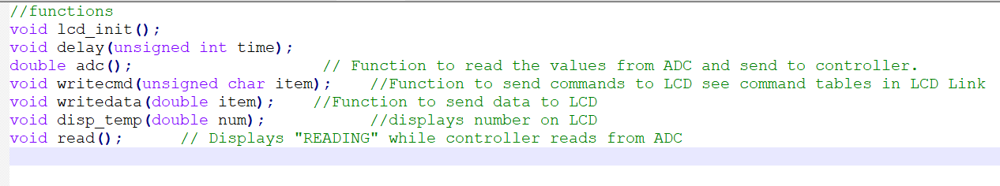 //functions
void lcd_init();
void delay(unsigned int time);
double adc(); // Function to read the values from ADC and send to controller.
void writecmd(unsigned char item); //Function to send commands to LCD see command tables in LCD Link
void writedata(double item); //Function to send data to LCD
void disp_temp(double num); //displays number on LCD
void read(); // Displays "READING" while controller reads from ADC